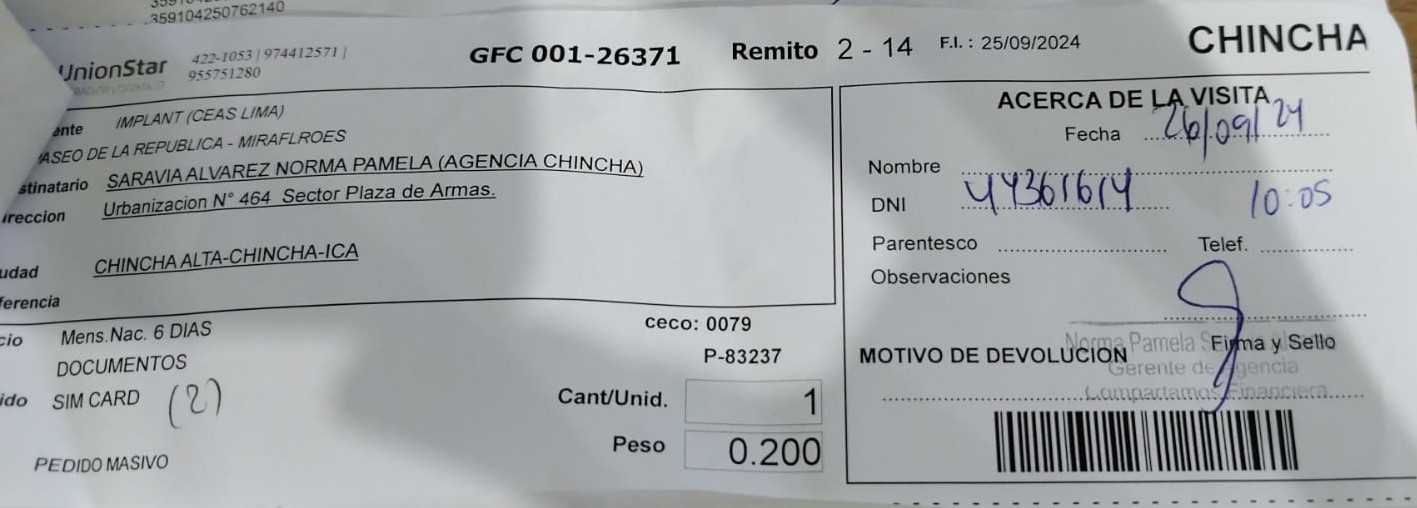 359104250762140
UnionStar
422-1053 | 974412571 |
955751280
GFC 001-26371
Remito 2 - 14
F.I. : 25/09/2024
CHINCHA
ente IMPLANT (CEAS LIMA)
PASEO DE LA REPUBLICA - MIRAFLROES
stinatario SARAVIA ALVAREZ NORMA PAMELA (AGENCIA CHINCHA)
ireccion Urbanizacion N° 464 Sector Plaza de Armas.
udad CHINCHA ALTA-CHINCHA-ICA
ferencia
cio Mens.Nac. 6 DIAS
DOCUMENTOS
ido SIM CARD (2)
PEDIDO MASIVO
ceco: 0079
P-83237
Cant/Unid. 1
Peso 0.200
ACERCA DE LA VISITA
Fecha 26/09/24
Nombre
DNI 44361614 10:05
Parentesco Telef.
Observaciones
Norma Pamela
Firma y Sello
MOTIVO DE DEVOLUCION
Gerente de Agencia
Compartamos Financiera